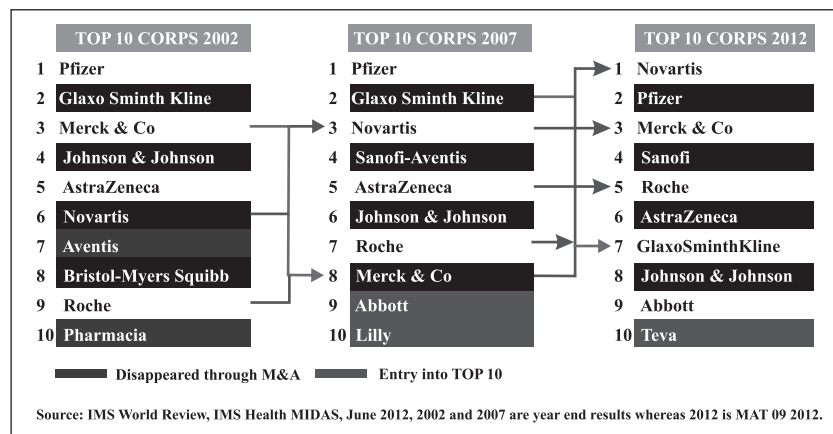 TOP 10 CORPS 2002
1 Pfizer
2 Glaxo Sminth Kline
3 Merck & Co
4 Johnson & Johnson
5 AstraZeneca
6 Novartis
7 Aventis
8 Bristol-Myers Squibb
9 Roche
10 Pharmacia
TOP 10 CORPS 2007
1 Pfizer
2 Glaxo Sminth Kline
3 Novartis
4 Sanofi-Aventis
5 AstraZeneca
6 Johnson & Johnson
7 Roche
8 Merck & Co
9 Abbott
10 Lilly
TOP 10 CORPS 2012
1 Novartis
2 Pfizer
3 Merck & Co
4 Sanofi
5 Roche
6 AstraZeneca
7 GlaxoSminthKline
8 Johnson & Johnson
9 Abbott
10 Teva
Disappeared through M&A
Entry into TOP 10
Source: IMS World Review, IMS Health MIDAS, June 2012, 2002 and 2007 are year end results whereas 2012 is MAT 09 2012.